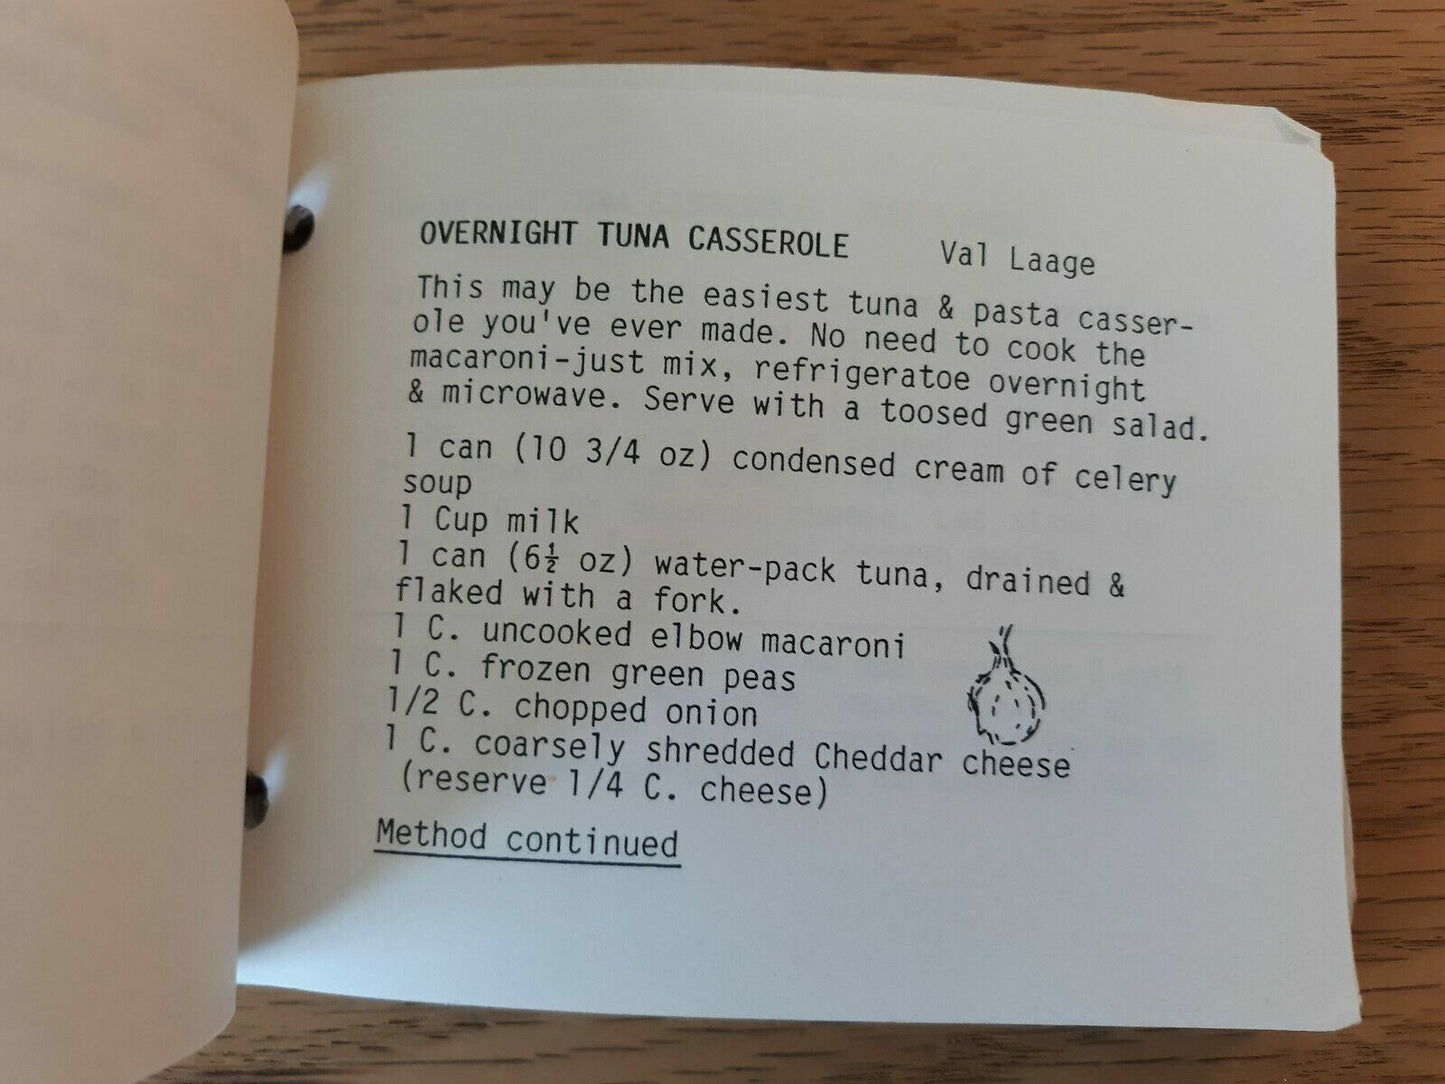 OVERNIGHT TUNA CASSEROLE Val Laage
This may be the easiest tuna & pasta casser-
ole you've ever made. No need to cook the
macaroni-just mix, refrigeratoe overnight
& microwave. Serve with a toosed green salad.
1 can (10 3/4 oz) condensed cream of celery
soup
1 Cup milk
1 can (6½ oz) water-pack tuna, drained &
flaked with a fork.
1 C. uncooked elbow macaroni
1 C. frozen green peas
1/2 C. chopped onion
1 C. coarsely shredded Cheddar cheese
(reserve 1/4 C. cheese)
Method continued